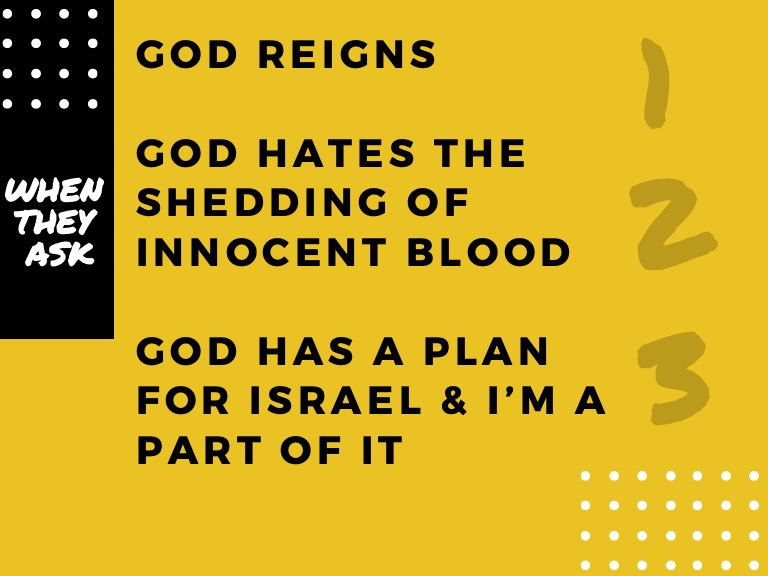 WHEN
THEY
ASK
GOD REIGNS
1
GOD HATES THE
SHEDDING OF
INNOCENT BLOOD
2
GOD HAS A PLAN
FOR ISRAEL & I’M A
PART OF IT
3